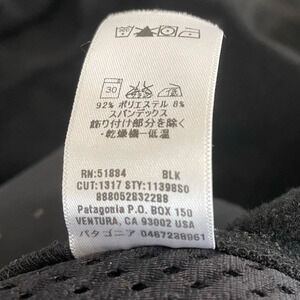 30
92% ポリエステル 8%
スパンデックス
飾り付け部分を除く
・乾燥機ー低温
RN:51884 BLK
CUT:1317 STY:11398S0
888052832288
Patagonia P.O. BOX 150
VENTURA, CA 93002 USA
パタゴニア 0467238961